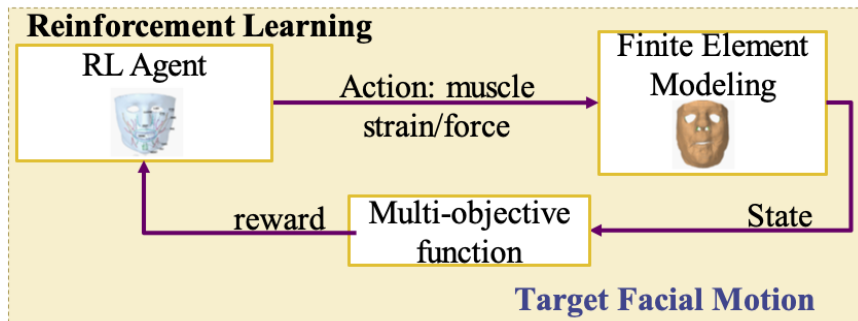 Reinforcement Learning
RL Agent
Action: muscle
strain/force
Finite Element
Modeling
reward
Multi-objective
function
State
Target Facial Motion